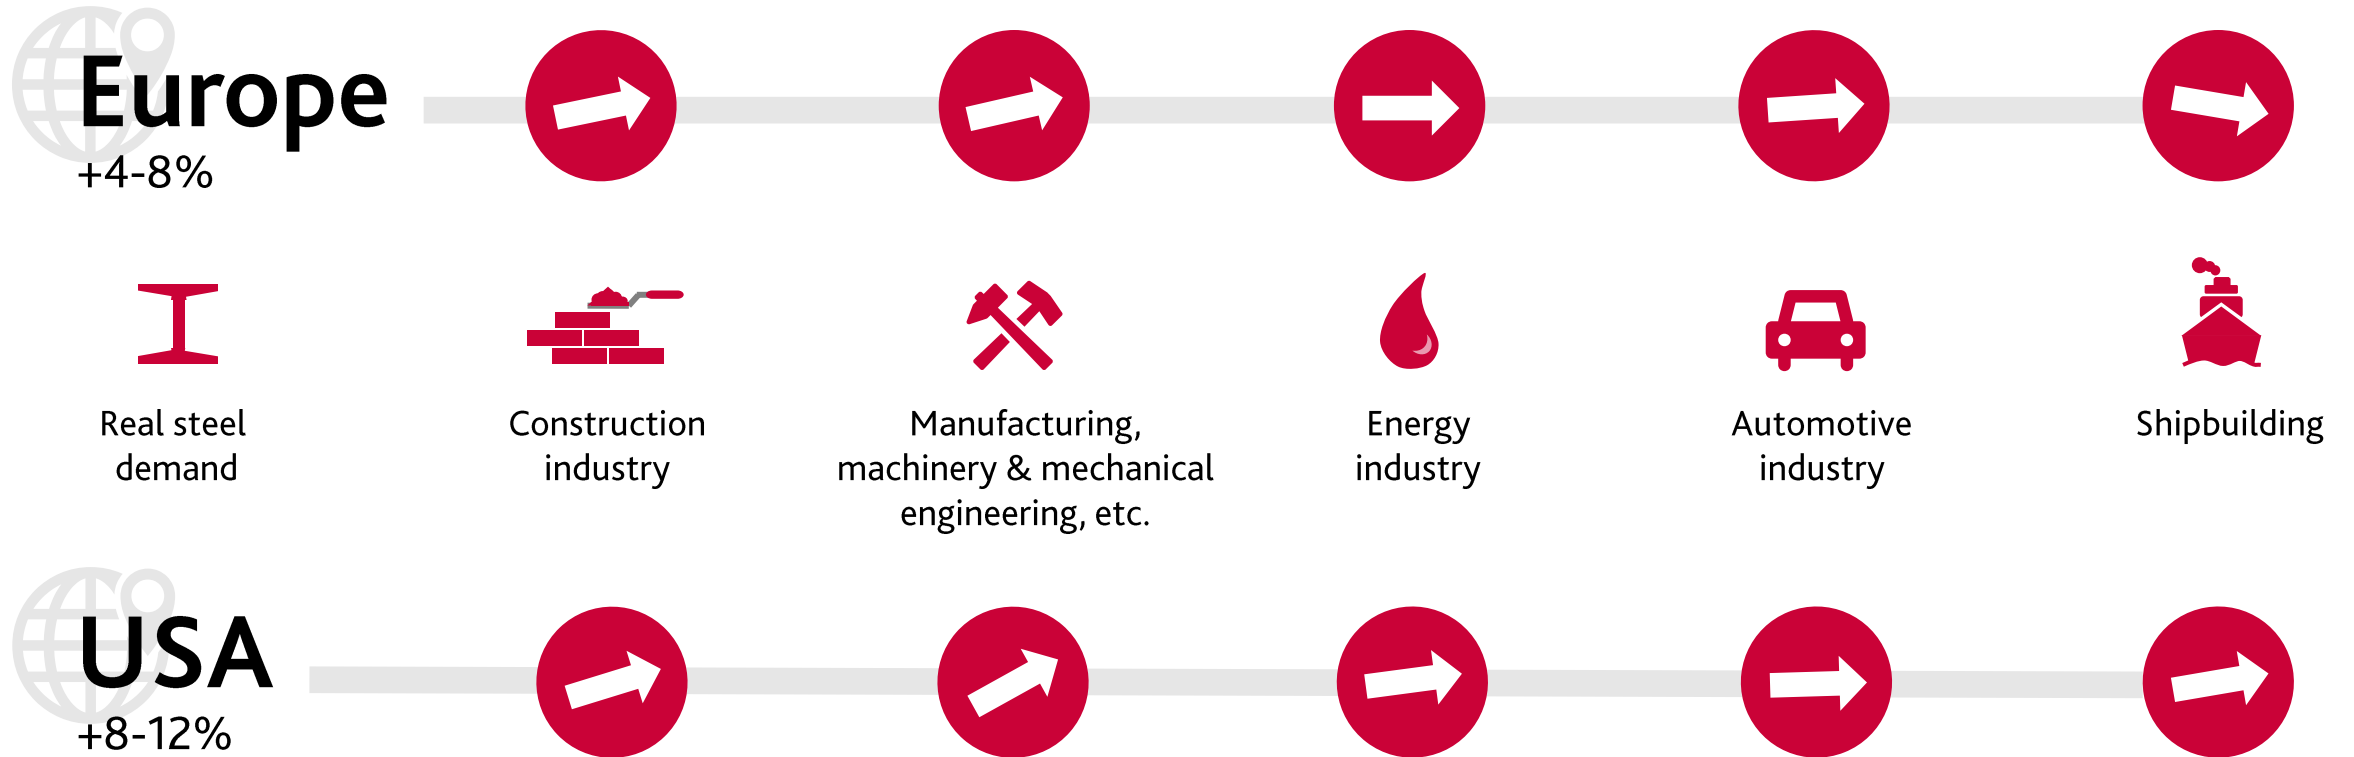 Europe
+4-8%
Real steel
demand
Construction
industry
Manufacturing,
machinery & mechanical
engineering, etc.
Energy
industry
Automotive
industry
Shipbuilding
USA
+8-12%